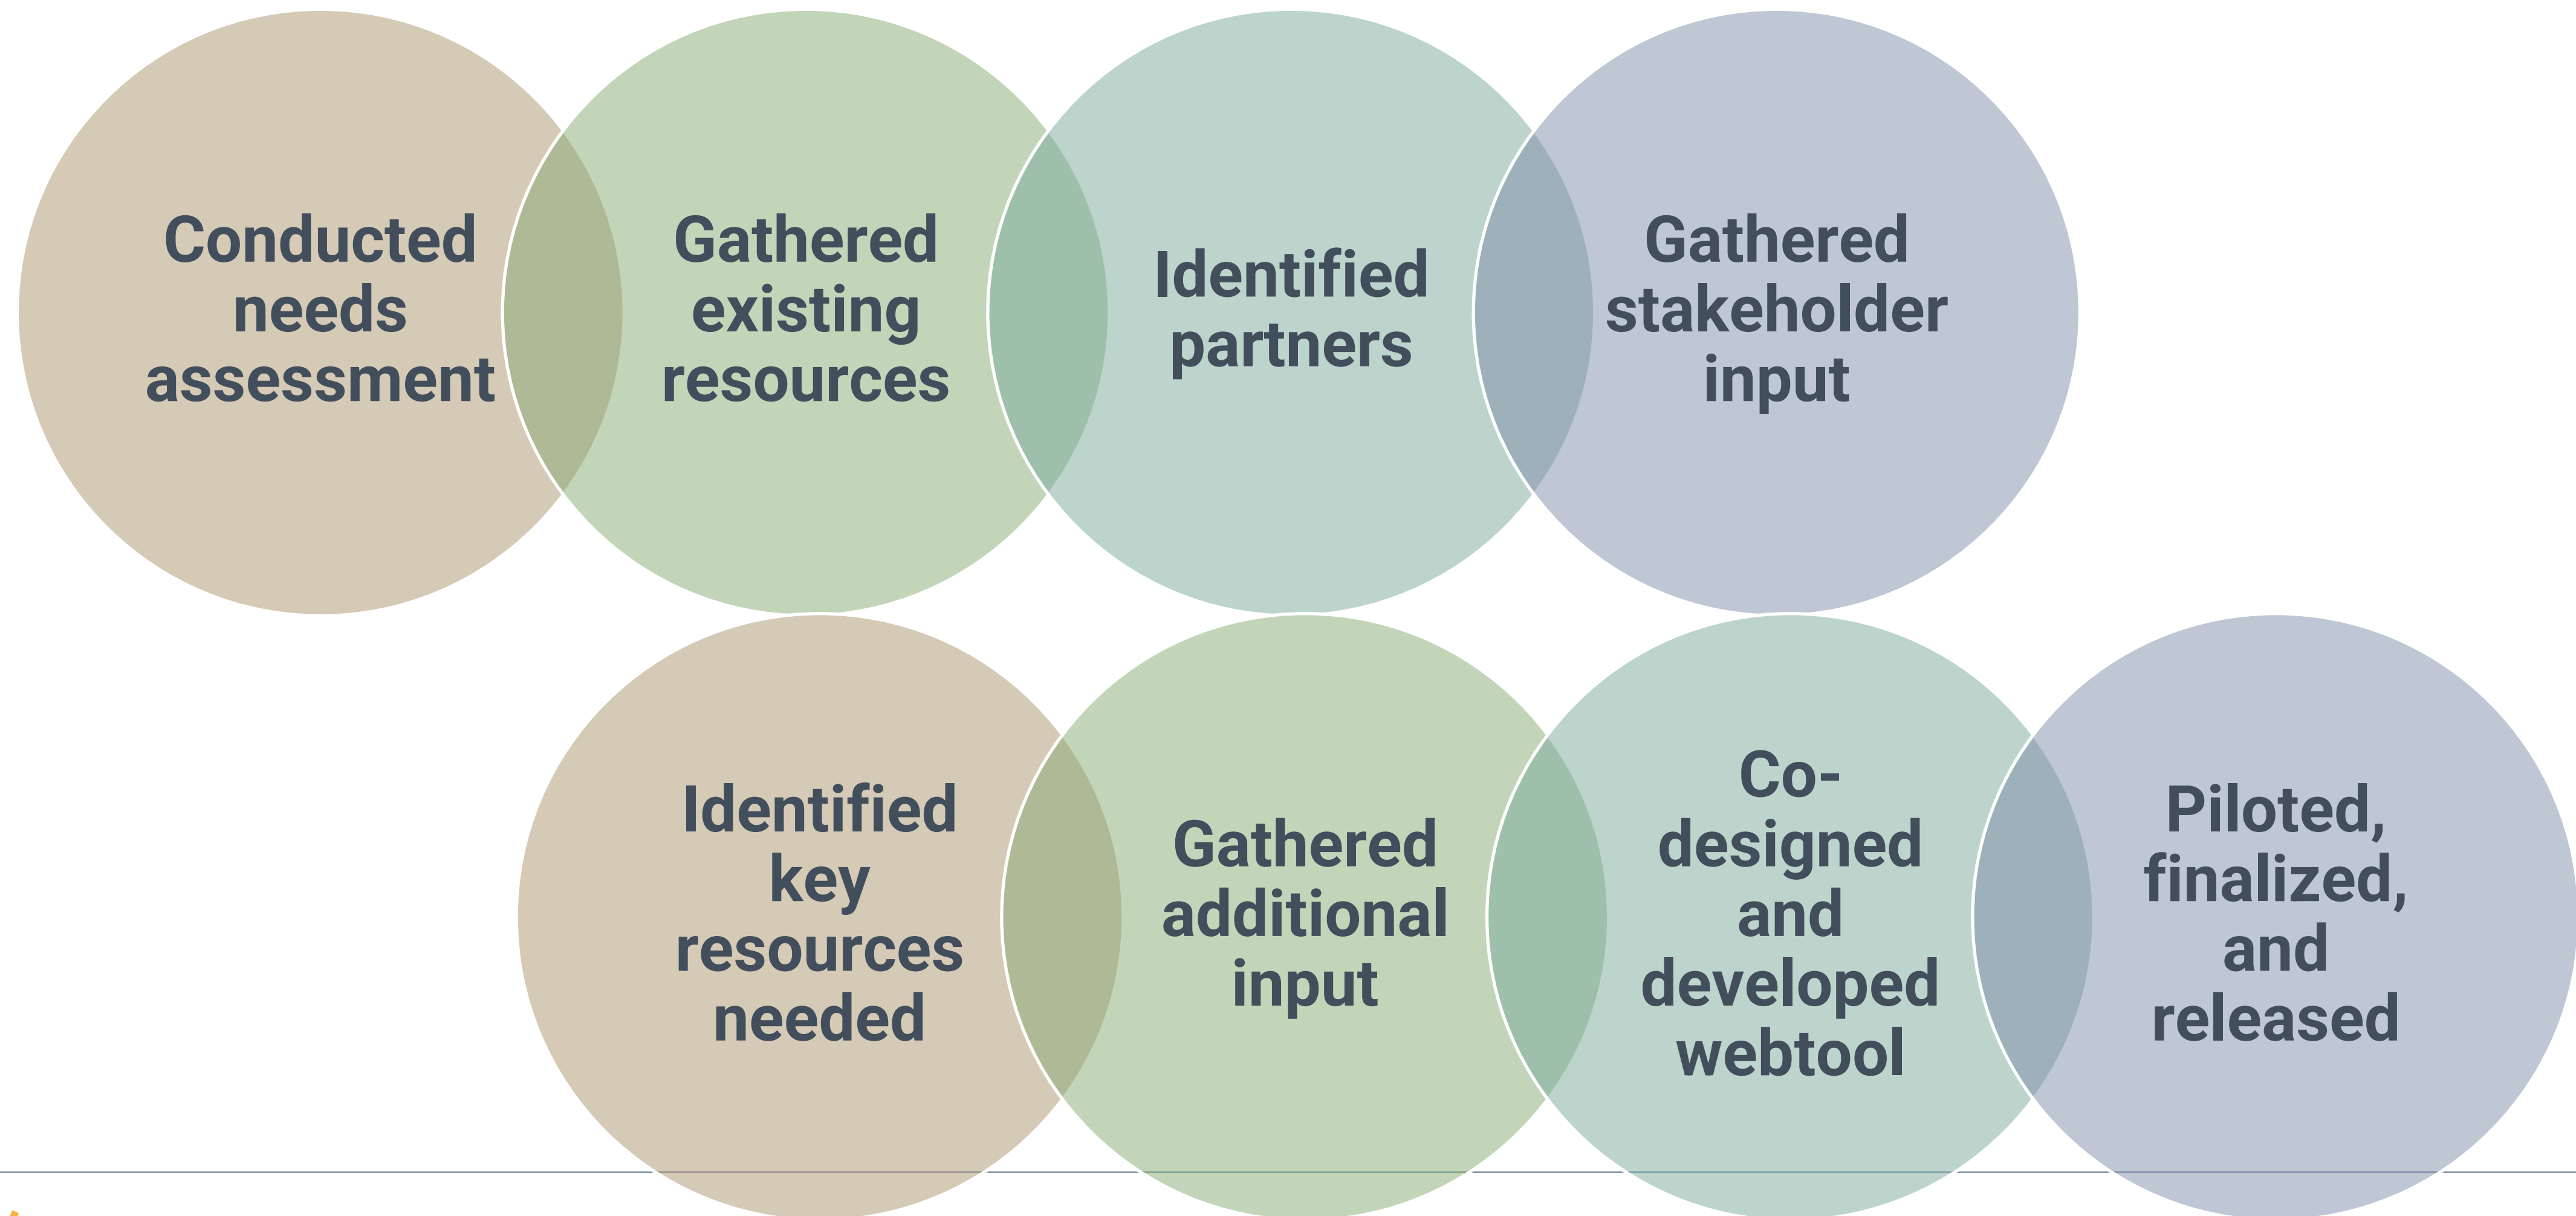 Conducted
needs
assessment
Gathered
existing
resources
Identified
partners
Gathered
stakeholder
input
Identified
key
resources
needed
Gathered
additional
input
Co-
designed
and
developed
webtool
Piloted,
finalized,
and
released